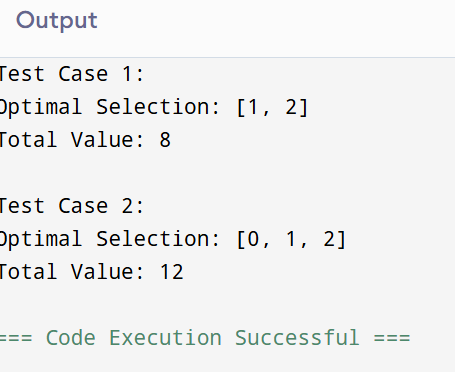 Output
Test Case 1:
Optimal Selection: [1, 2]
Total Value: 8
Test Case 2:
Optimal Selection: [0, 1, 2]
Total Value: 12
=== Code Execution Successful ===